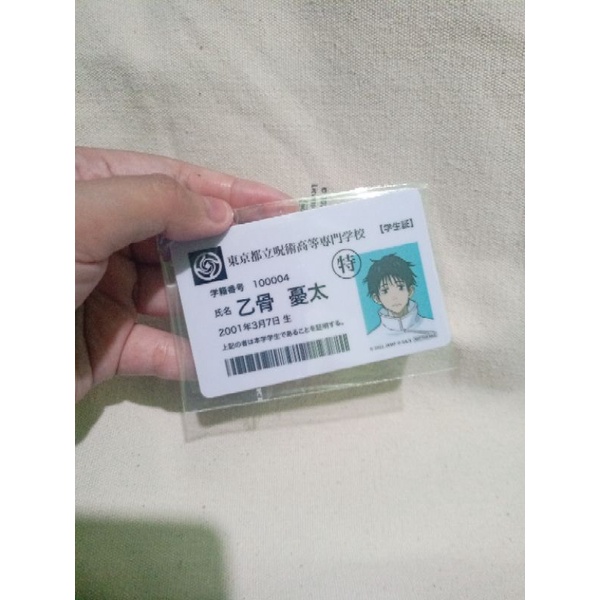 東京都立呪術高等専門学校 【学生証】
学籍番号 100004
特
氏名 乙骨 憂太
2001年3月7日 生
上記の者は本学学生であることを証明する。